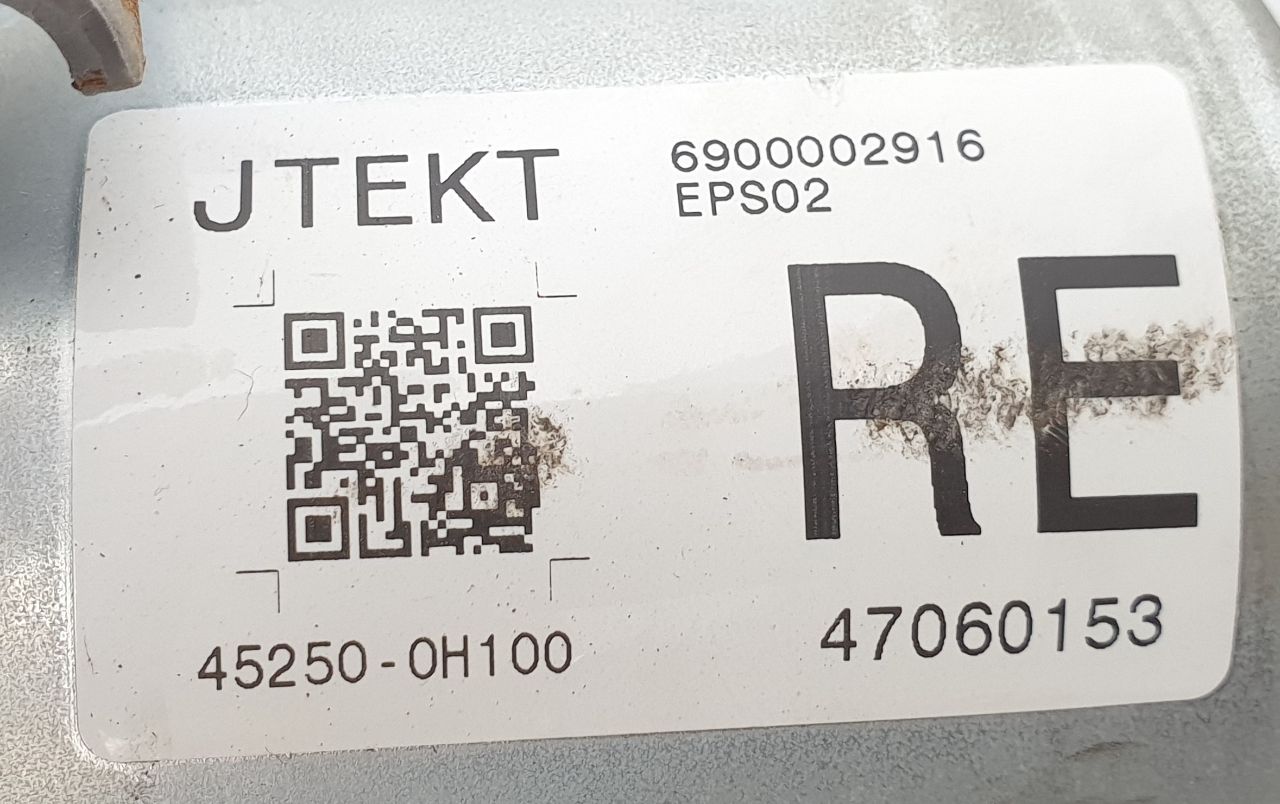 JTEKT
6900002916
EPS02
RE
45250-0H100
47060153